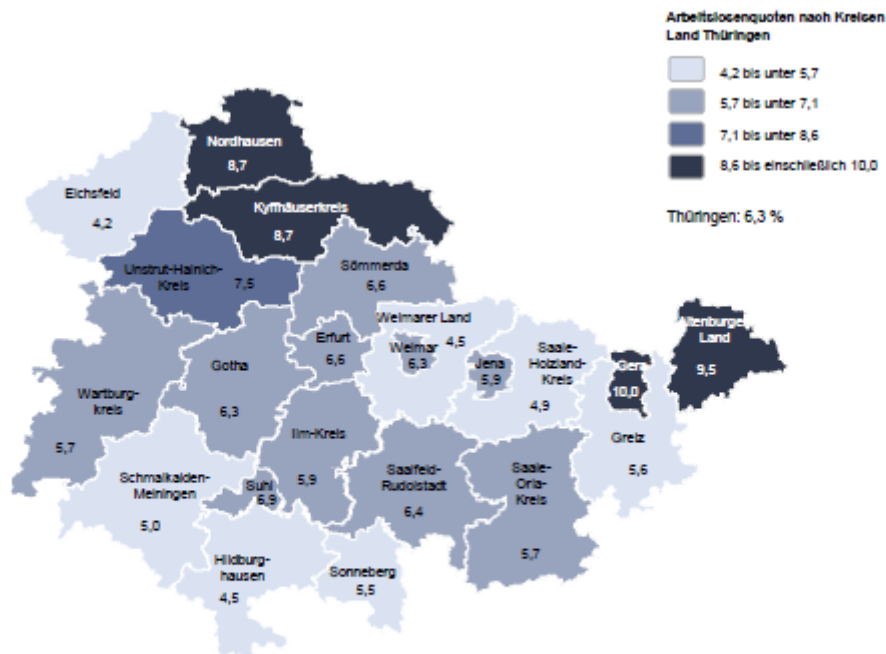 Arbeitslosenquoten nach Kreisen
Land Thüringen
4,2 bis unter 5,7
5,7 bis unter 7,1
7,1 bis unter 8,6
8,6 bis einschließlich 10,0
Thüringen: 6,3 %
Nordhausen
8,7
Eichsfeld
4,2
Kyffhäuserkreis
8,7
Unstrut-Hainich-
Kreis
7,5
Sömmerda
6,6
Weimarer Land
4,5
Erfurt
6,6
Weimar
6,3
Jena
5,9
Saale-
Holzland-
Kreis
4,9
Gera
10,0
Altenburger
Land
9,5
Gotha
6,3
Wartburg-
kreis
5,7
Ilm-Kreis
5,9
Greiz
5,6
Schmalkalden-
Meiningen
5,0
Suhl
6,9
Saalfeld-
Rudolstadt
6,4
Saale-
Orla-
Kreis
5,7
Hildburg-
hausen
4,5
Sonneberg
5,5